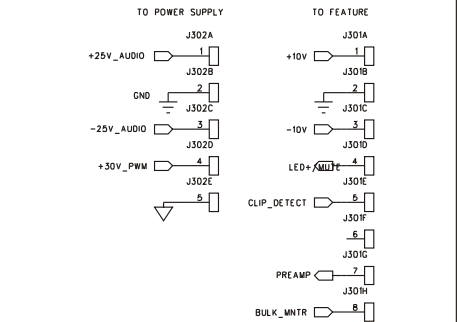 TO POWER SUPPLY
J302A
+25V_AUDIO 1
J302B
GND 2
J302C
-25V_AUDIO 3
J302D
+30V_PWM 4
J302E
5
TO FEATURE
J301A
+10V 1
J301B
2
J301C
-10V 3
J301D
LED+/MUTE 4
J301E
CLIP_DETECT 5
J301F
6
J301G
PREAMP 7
J301H
BULK_MNTR 8